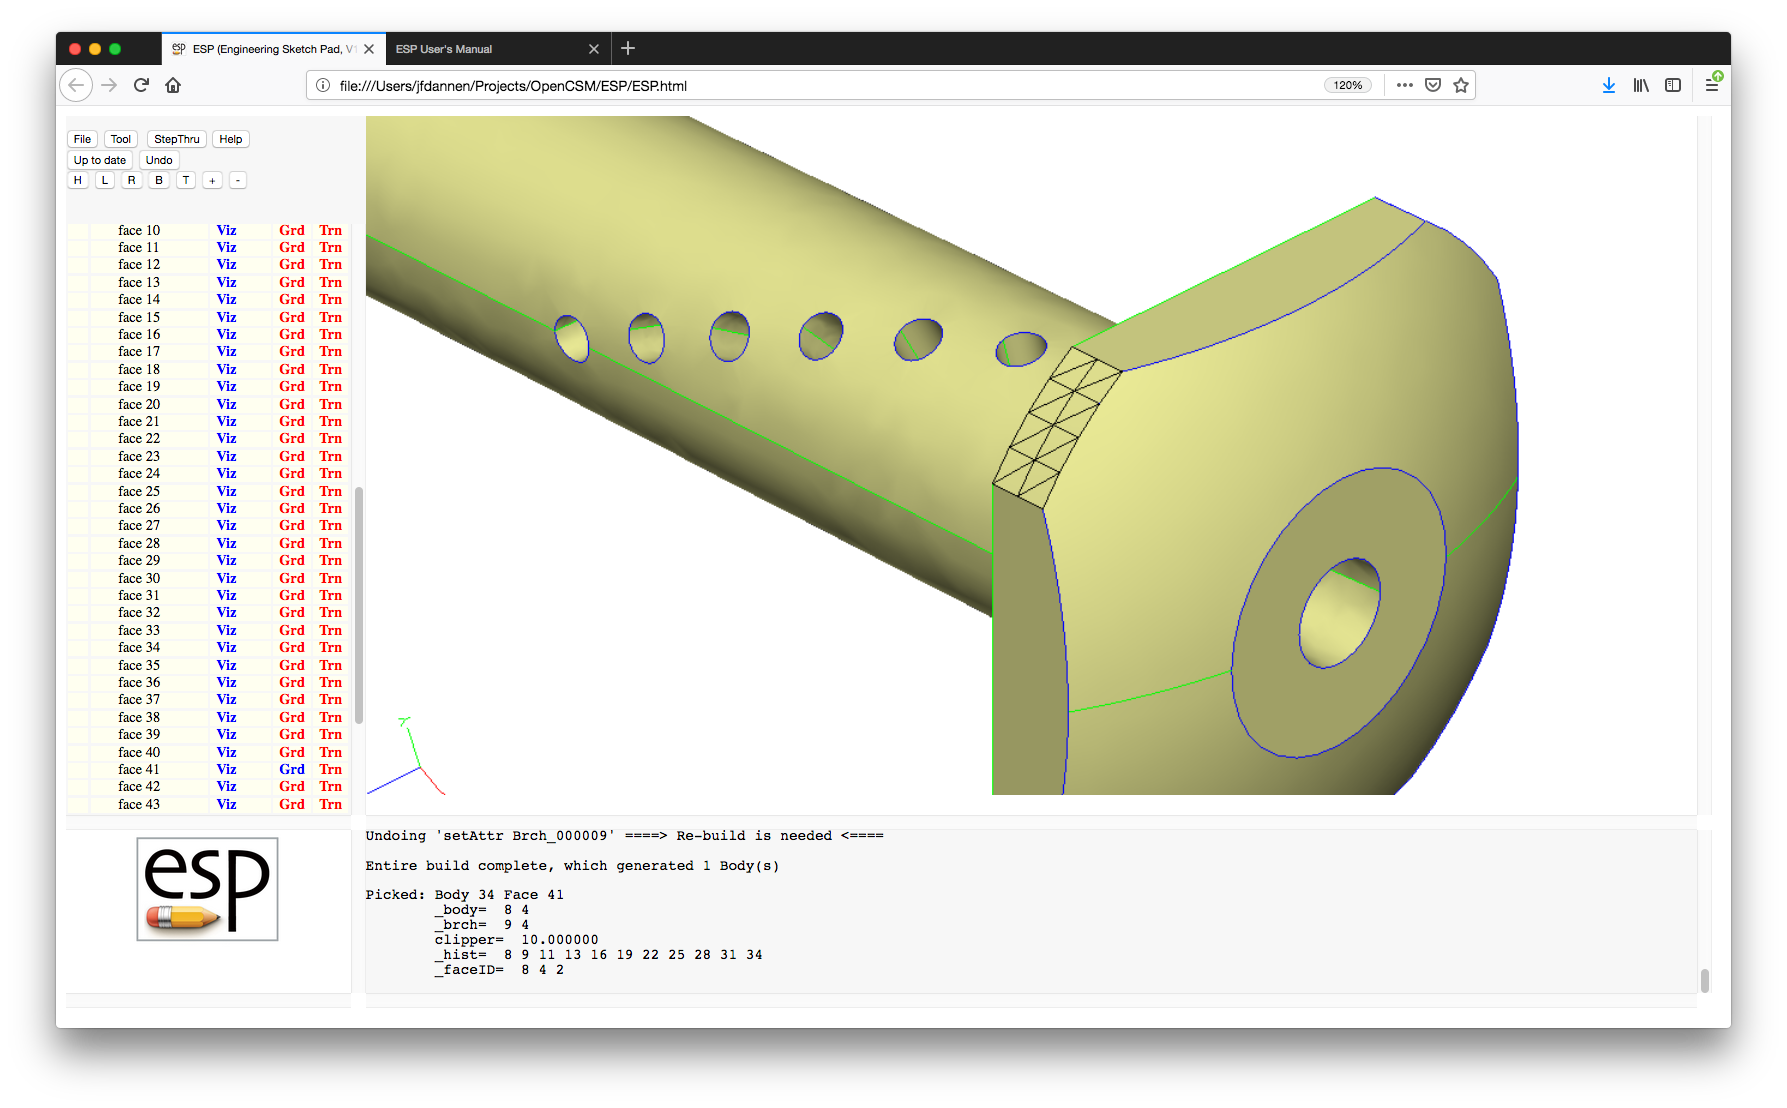 esp ESP (Engineering Sketch Pad, V1
ESP User's Manual
file:///Users/jfdannen/Projects/OpenCSM/ESP/ESP.html 120%
File Tool StepThru Help
Up to date Undo
H L R B T + -
face 10 Viz Grd Trn
face 11 Viz Grd Trn
face 12 Viz Grd Trn
face 13 Viz Grd Trn
face 14 Viz Grd Trn
face 15 Viz Grd Trn
face 16 Viz Grd Trn
face 17 Viz Grd Trn
face 18 Viz Grd Trn
face 19 Viz Grd Trn
face 20 Viz Grd Trn
face 21 Viz Grd Trn
face 22 Viz Grd Trn
face 23 Viz Grd Trn
face 24 Viz Grd Trn
face 25 Viz Grd Trn
face 26 Viz Grd Trn
face 27 Viz Grd Trn
face 28 Viz Grd Trn
face 29 Viz Grd Trn
face 30 Viz Grd Trn
face 31 Viz Grd Trn
face 32 Viz Grd Trn
face 33 Viz Grd Trn
face 34 Viz Grd Trn
face 35 Viz Grd Trn
face 36 Viz Grd Trn
face 37 Viz Grd Trn
face 38 Viz Grd Trn
face 39 Viz Grd Trn
face 40 Viz Grd Trn
face 41 Viz Grd Trn
face 42 Viz Grd Trn
face 43 Viz Grd Trn
Y
esp
Undoing 'setAttr Brch_000009' ====> Re-build is needed <====
Entire build complete, which generated 1 Body(s)
Picked: Body 34 Face 41
_body= 8 4
_brch= 9 4
clipper= 10.000000
_hist= 8 9 11 13 16 19 22 25 28 31 34
_faceID= 8 4 2